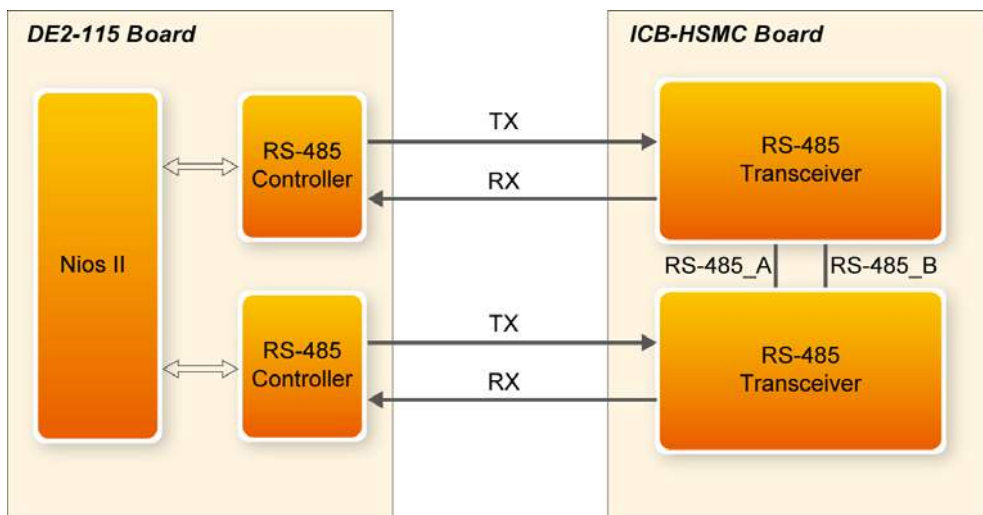 DE2-115 Board
ICB-HSMC Board
Nios II
RS-485
Controller
TX
RX
RS-485
Transceiver
RS-485_A
RS-485_B
RS-485
Controller
TX
RX
RS-485
Transceiver